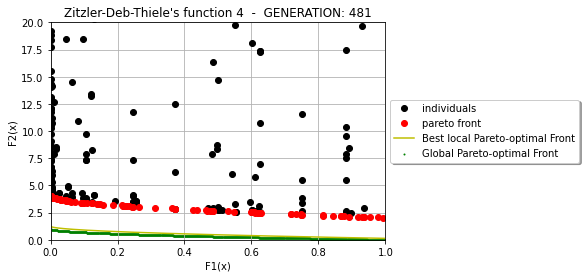 Zitzler-Deb-Thiele's function 4 - GENERATION: 481
F2(x)
20.0
17.5
15.0
12.5
10.0
7.5
5.0
2.5
0.0
0.0 0.2 0.4 0.6 0.8 1.0
F1(x)
individuals
pareto front
Best local Pareto-optimal Front
Global Pareto-optimal Front